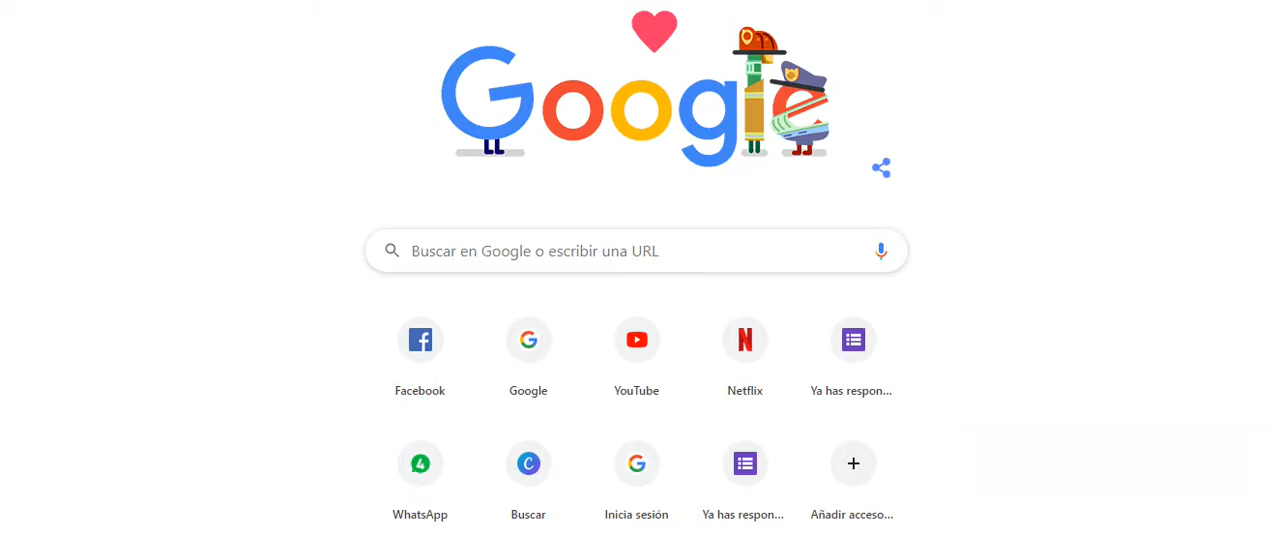 Google
Buscar en Google o escribir una URL
Facebook
Google
YouTube
Netflix
Ya has respon...
4
WhatsApp
Buscar
Inicia sesión
Ya has respon...
Añadir acceso...